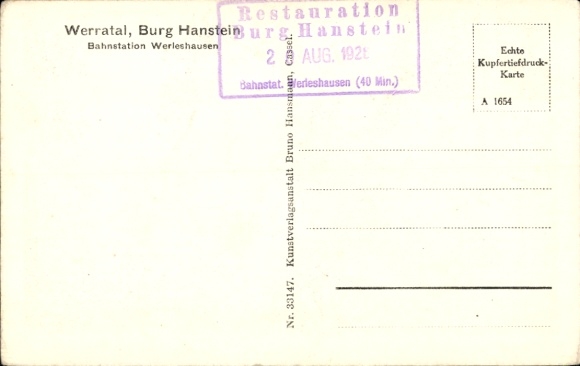 Werratal, Burg Hanstein
Bahnstation Werleshausen
Restauration
Burg Hanstein
2 AUG. 192
Bahnstat. Werleshausen (40 Min.)
Echte
Kupfertiefdruck-
Karte
A 1654
Nr. 33147. Kunstverlagsanstalt Bruno Hansmann, Cassel.